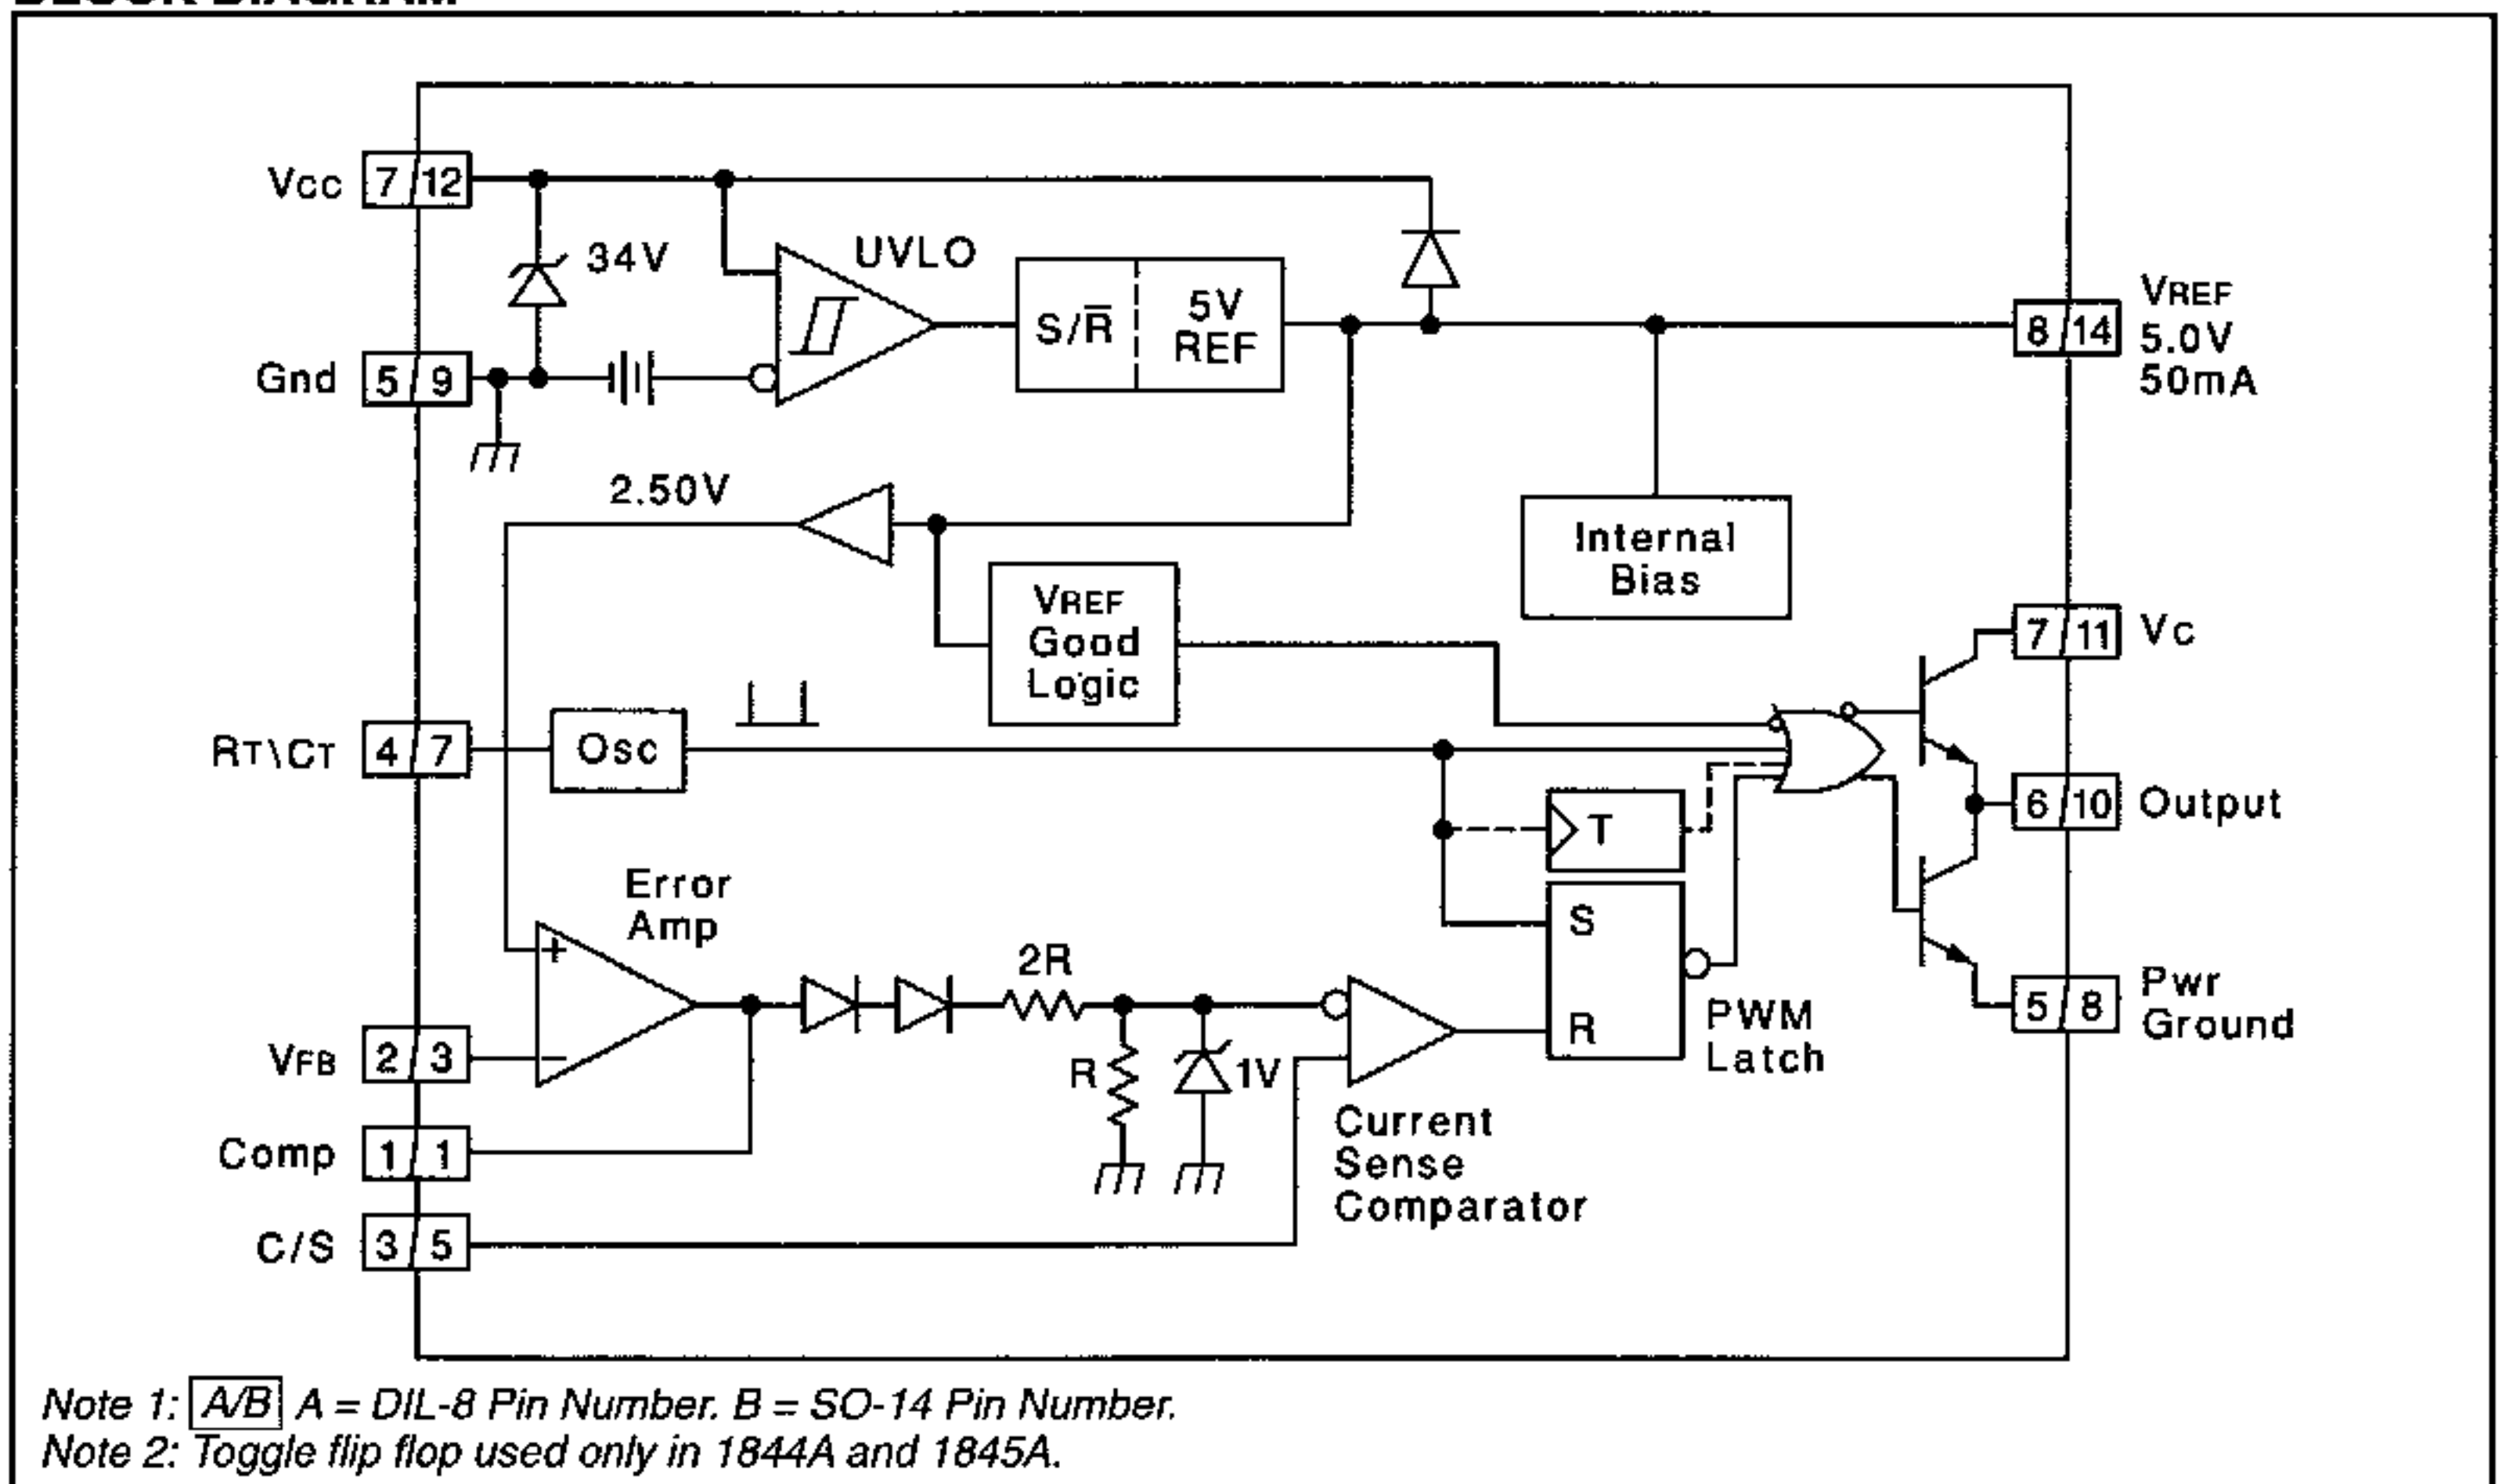 VCC 7/12
34V
UVLO
S/R̅
5V
REF
Gnd 5 9
8/14 VREF
5.0V
50mA
2.50V
Internal
Bias
VREF
Good
Logic
7/11 VC
RT\CT 4/7
Osc
T
6/10 Output
Error
Amp
+
−
S
R
PWM
Latch
2R
R
1V
5/8 Pwr
Ground
VFB 2/3
Comp 1/1
Current
Sense
Comparator
C/S 3/5
Note 1: A/B A = DIL-8 Pin Number. B = SO-14 Pin Number.
Note 2: Toggle flip flop used only in 1844A and 1845A.